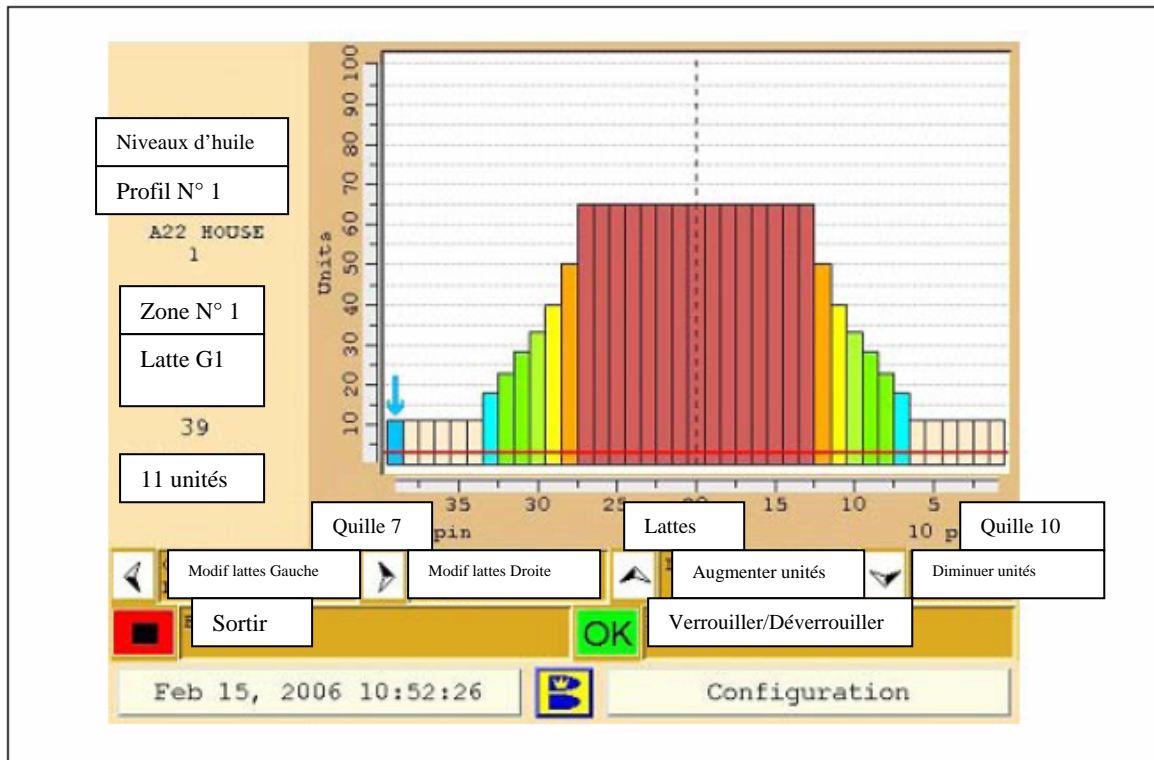 Niveaux d'huile
Profil N° 1
A22 HOUSE
1
Zone N° 1
Latte G1
39
11 unités
Units
100
90
80
70
60
50
40
30
20
10
35 30 25 20 15 10 5
Quille 7
pin
Lattes
10 p
Quille 10
Modif lattes Gauche
Modif lattes Droite
Augmenter unités
Diminuer unités
Sortir
OK
Verrouiller/Déverrouiller
Feb 15, 2006 10:52:26
Configuration